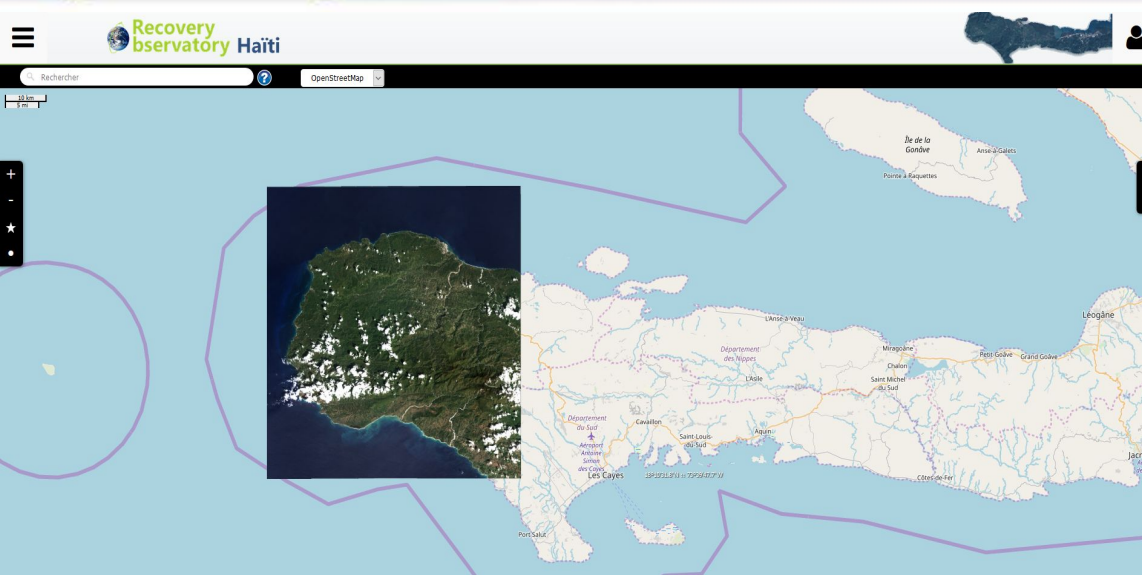 Recovery
bservatory Haïti
Rechercher
?
OpenStreetMap
10 km
5 mi
+
-
Île de la
Gonâve
Anse-à-Galets
Pointe à Raquettes
L'Anse-à-Veau
Léogâne
Département
des Nippes
Miragoâne
Petit-Goâve
Grand Goâve
Chalon
L'Asile
Saint Michel
du Sud
Département
du Sud
Cavaillon
Saint-Louis-
du-Sud
Aquin
Aéroport
Antoine
Simon
des Cayes
Les Cayes
Côtes-de-Fer
Jacm
Port Salut